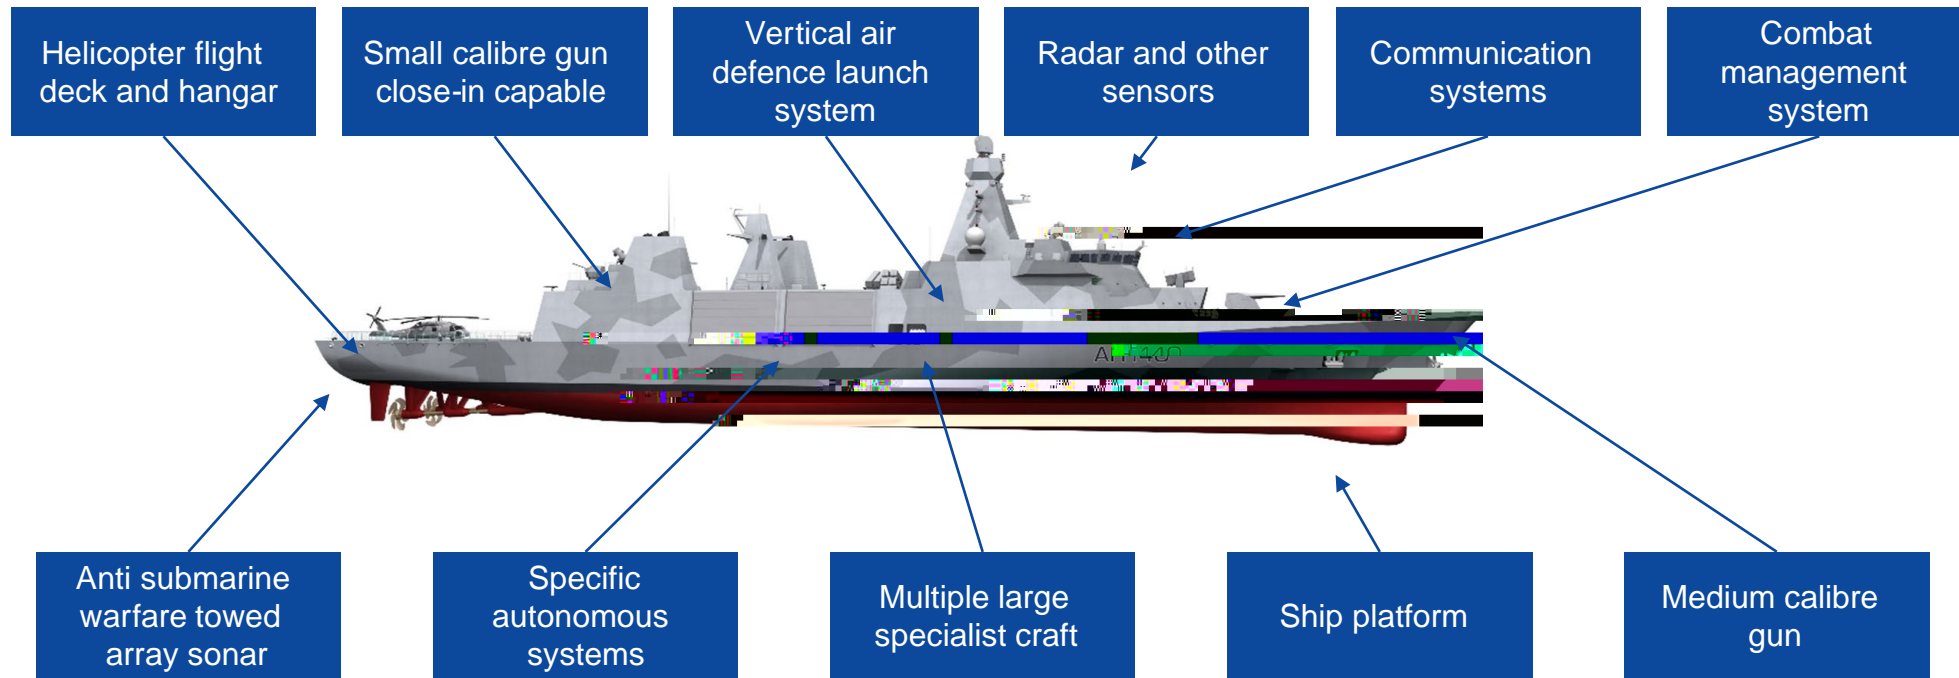 Helicopter flight
deck and hangar
Small calibre gun
close-in capable
Vertical air
defence launch
system
Radar and other
sensors
Communication
systems
Combat
management
system
Anti submarine
warfare towed
array sonar
Specific
autonomous
systems
Multiple large
specialist craft
Ship platform
Medium calibre
gun